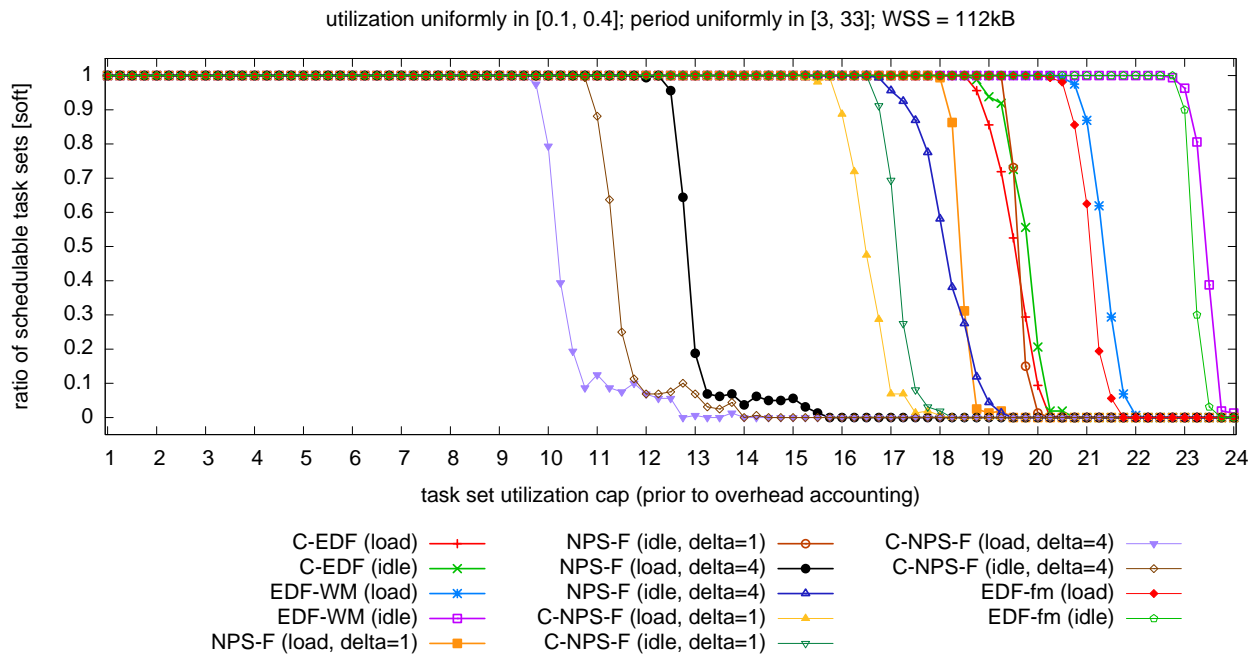 utilization uniformly in [0.1, 0.4]; period uniformly in [3, 33]; WSS = 112kB
ratio of schedulable task sets [soft]
1
0.9
0.8
0.7
0.6
0.5
0.4
0.3
0.2
0.1
0
1 2 3 4 5 6 7 8 9 10 11 12 13 14 15 16 17 18 19 20 21 22 23 24
task set utilization cap (prior to overhead accounting)
C-EDF (load)
C-EDF (idle)
EDF-WM (load)
EDF-WM (idle)
NPS-F (load, delta=1)
NPS-F (idle, delta=1)
NPS-F (load, delta=4)
NPS-F (idle, delta=4)
C-NPS-F (load, delta=1)
C-NPS-F (idle, delta=1)
C-NPS-F (load, delta=4)
C-NPS-F (idle, delta=4)
EDF-fm (load)
EDF-fm (idle)